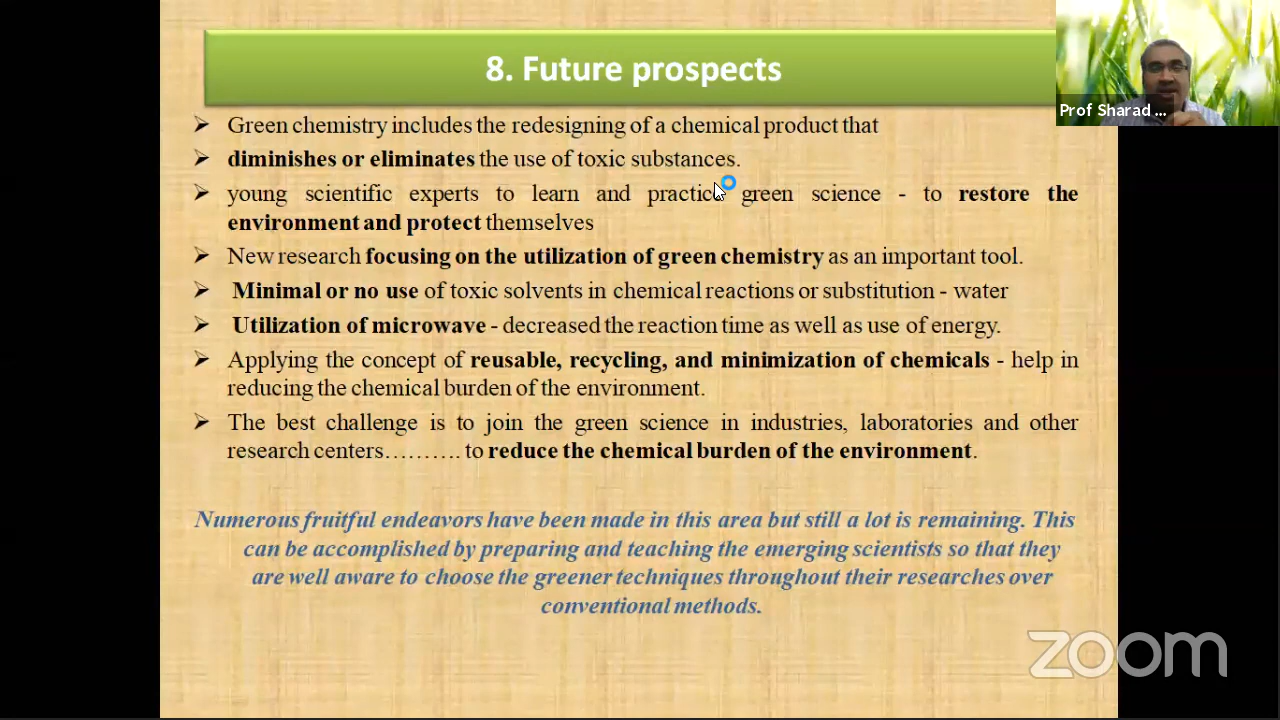 8. Future prospects
Prof Sharad ...
Green chemistry includes the redesigning of a chemical product that
diminishes or eliminates the use of toxic substances.
young scientific experts to learn and practice green science - to restore the
environment and protect themselves
New research focusing on the utilization of green chemistry as an important tool.
Minimal or no use of toxic solvents in chemical reactions or substitution - water
Utilization of microwave - decreased the reaction time as well as use of energy.
Applying the concept of reusable, recycling, and minimization of chemicals - help in
reducing the chemical burden of the environment.
The best challenge is to join the green science in industries, laboratories and other
research centers.......... to reduce the chemical burden of the environment.
Numerous fruitful endeavors have been made in this area but still a lot is remaining. This
can be accomplished by preparing and teaching the emerging scientists so that they
are well aware to choose the greener techniques throughout their researches over
conventional methods.
zoom